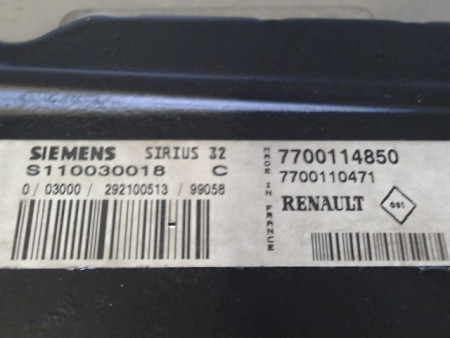 SIEMENS SIRIUS 32
S110030018 C
0 / 03000 / 292100513 / 99058
MADE IN FRANCE
7700114850
7700110471
RENAULT